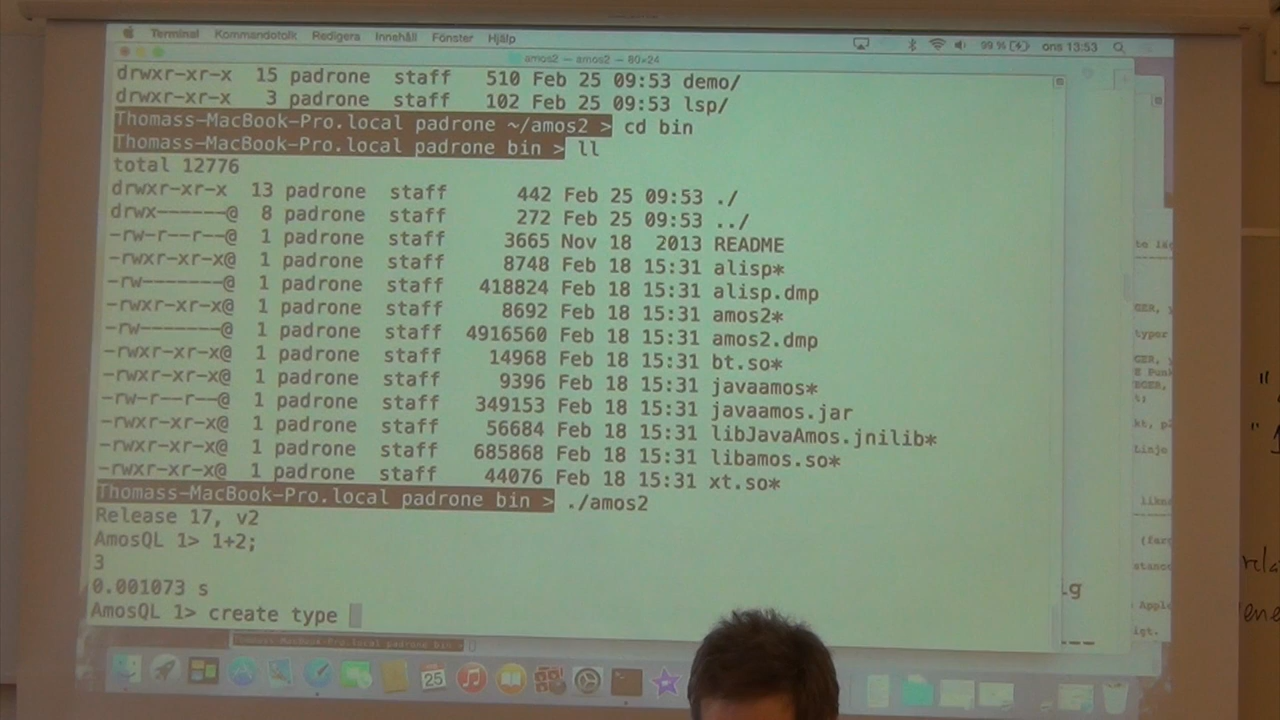 Terminal Kommandotolk Redigera Innehåll Fönster Hjälp 99 % ons 13:53
amos2 — amos2 — 80×24
drwxr-xr-x 15 padrone staff 510 Feb 25 09:53 demo/
drwxr-xr-x 3 padrone staff 102 Feb 25 09:53 lsp/
Thomass-MacBook-Pro.local padrone ~/amos2 > cd bin
Thomass-MacBook-Pro.local padrone bin > ll
total 12776
drwxr-xr-x 13 padrone staff 442 Feb 25 09:53 ./
drwx------@ 8 padrone staff 272 Feb 25 09:53 ../
-rw-r--r--@ 1 padrone staff 3665 Nov 18 2013 README
-rwxr-xr-x@ 1 padrone staff 8748 Feb 18 15:31 alisp*
-rw-------@ 1 padrone staff 418824 Feb 18 15:31 alisp.dmp
-rwxr-xr-x@ 1 padrone staff 8692 Feb 18 15:31 amos2*
-rw-------@ 1 padrone staff 4916560 Feb 18 15:31 amos2.dmp
-rwxr-xr-x@ 1 padrone staff 14968 Feb 18 15:31 bt.so*
-rwxr-xr-x@ 1 padrone staff 9396 Feb 18 15:31 javaamos*
-rw-r--r--@ 1 padrone staff 349153 Feb 18 15:31 javaamos.jar
-rwxr-xr-x@ 1 padrone staff 56684 Feb 18 15:31 libJavaAmos.jnilib*
-rwxr-xr-x@ 1 padrone staff 685868 Feb 18 15:31 libamos.so*
-rwxr-xr-x@ 1 padrone staff 44076 Feb 18 15:31 xt.so*
Thomass-MacBook-Pro.local padrone bin > ./amos2
Release 17, v2
AmosQL 1> 1+2;
3
0.001073 s
AmosQL 1> create type
Thomass-MacBook-Pro.local padrone bin >
25